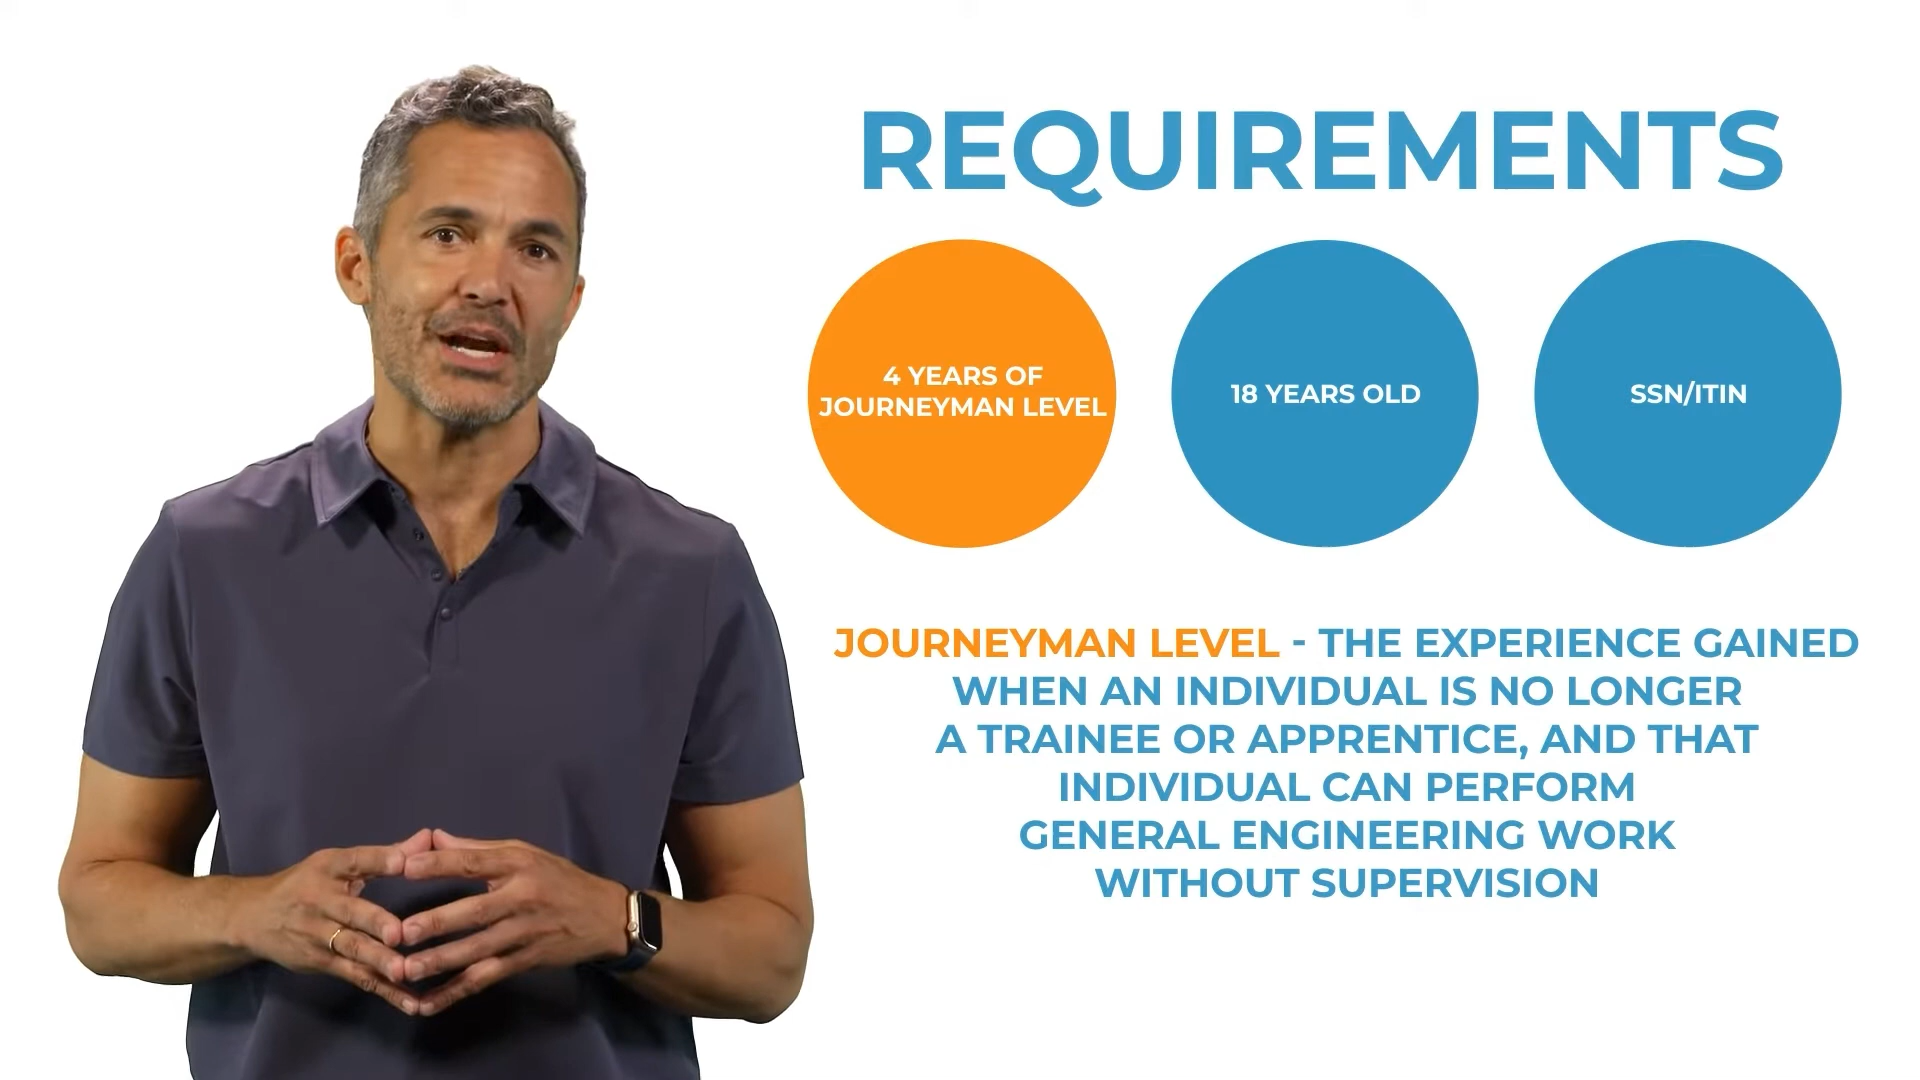 REQUIREMENTS
4 YEARS OF
JOURNEYMAN LEVEL
18 YEARS OLD
SSN/ITIN
JOURNEYMAN LEVEL - THE EXPERIENCE GAINED
WHEN AN INDIVIDUAL IS NO LONGER
A TRAINEE OR APPRENTICE, AND THAT
INDIVIDUAL CAN PERFORM
GENERAL ENGINEERING WORK
WITHOUT SUPERVISION